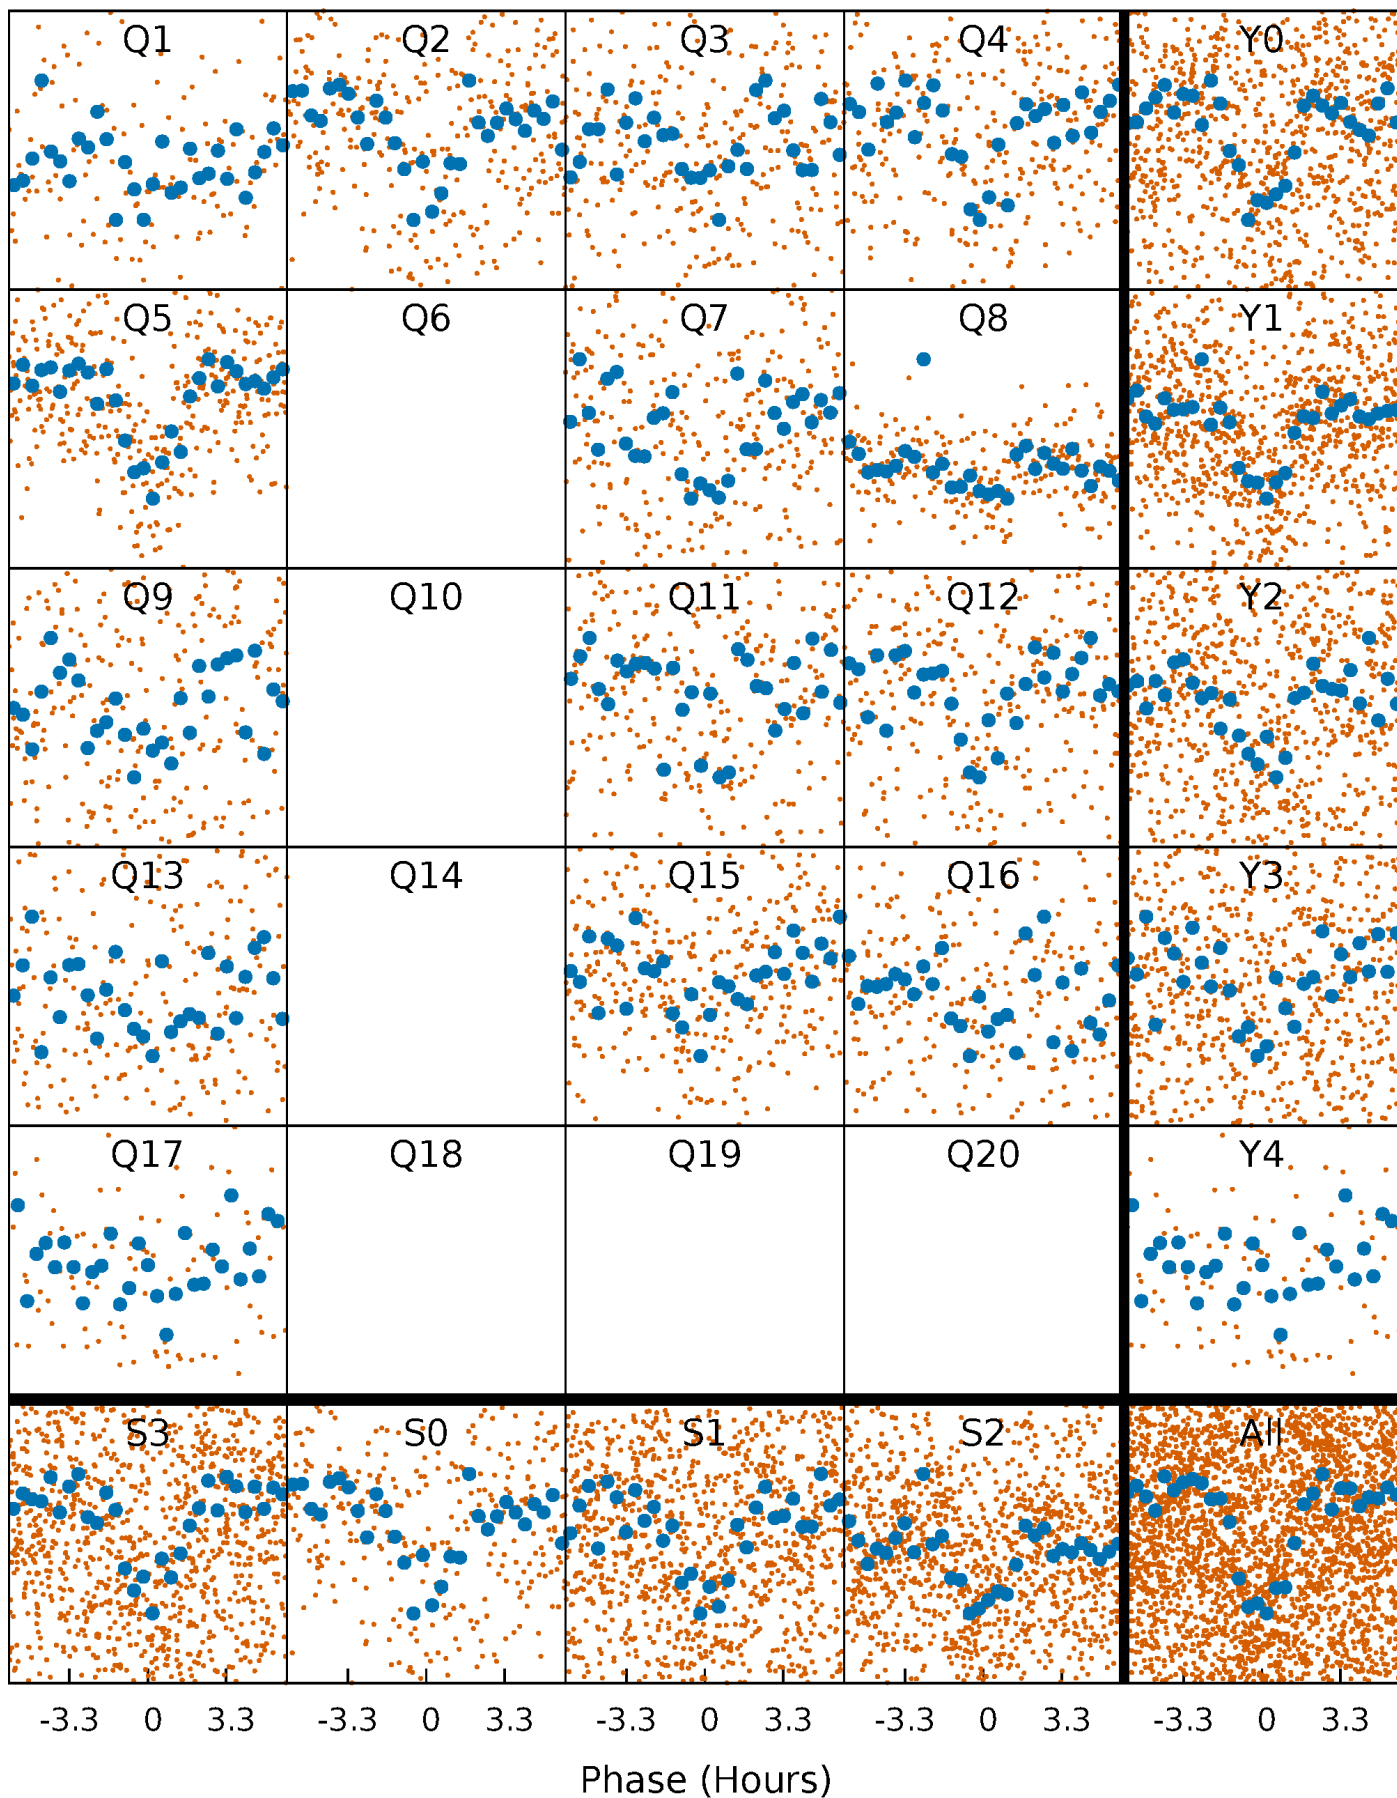 Q1 Q2 Q3 Q4 Y0
Q5 Q6 Q7 Q8 Y1
Q9 Q10 Q11 Q12 Y2
Q13 Q14 Q15 Q16 Y3
Q17 Q18 Q19 Q20 Y4
S3 S0 S1 S2 All
-3.3 0 3.3 -3.3 0 3.3 -3.3 0 3.3 -3.3 0 3.3 -3.3 0 3.3
Phase (Hours)